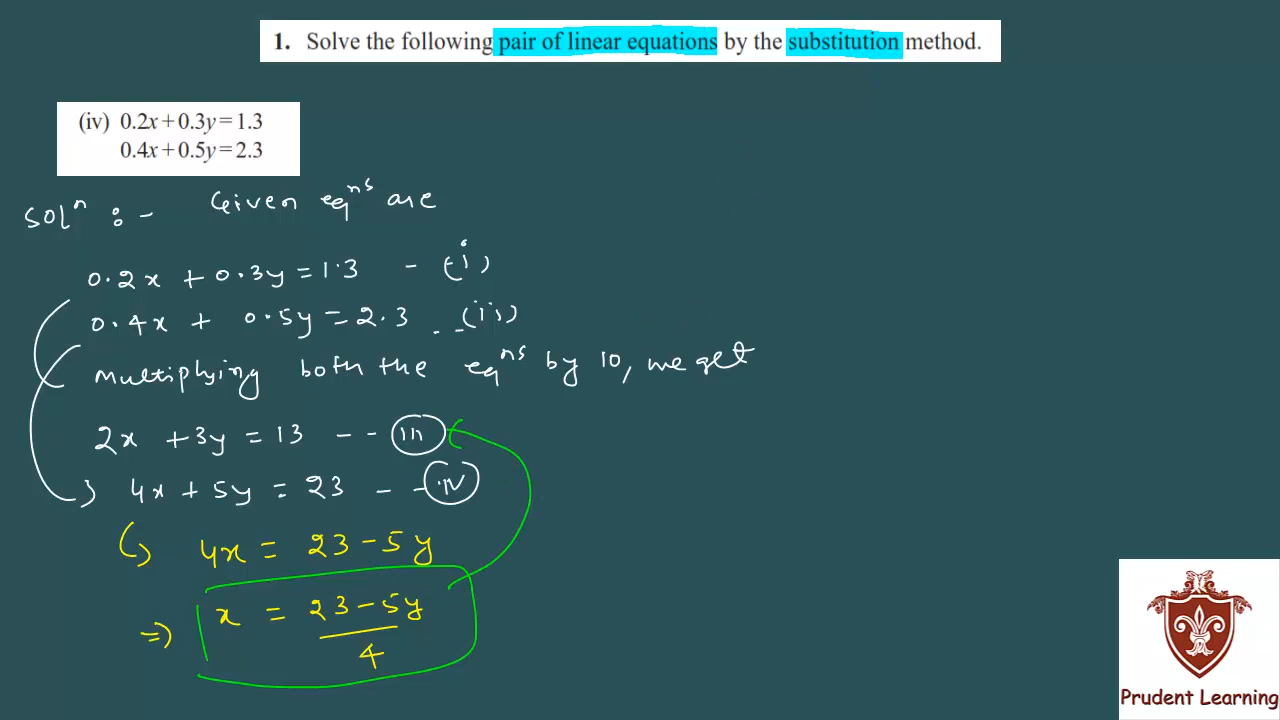 1. Solve the following pair of linear equations by the substitution method.
(iv) 0.2x+0.3y=1.3
0.4x+0.5y=2.3
Solⁿ :- Given eqⁿˢ are
0.2x + 0.3y = 1.3 - (i)
0.4x + 0.5y = 2.3 -- (ii)
Multiplying both the eqⁿˢ by 10, we get
2x + 3y = 13 -- (iii)
4x + 5y = 23 -- (iv)
4x = 23 - 5y
=> x = 23 - 5y
4
Prudent Learning